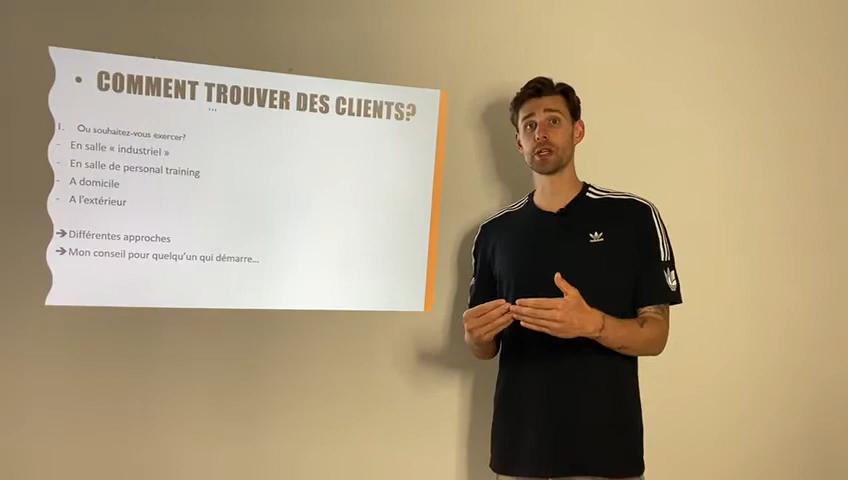 • COMMENT TROUVER DES CLIENTS?
...
I. Ou souhaitez-vous exercer?
- En salle « industriel »
- En salle de personal training
- A domicile
- A l'extérieur
➔ Différentes approches
➔ Mon conseil pour quelqu'un qui démarre...